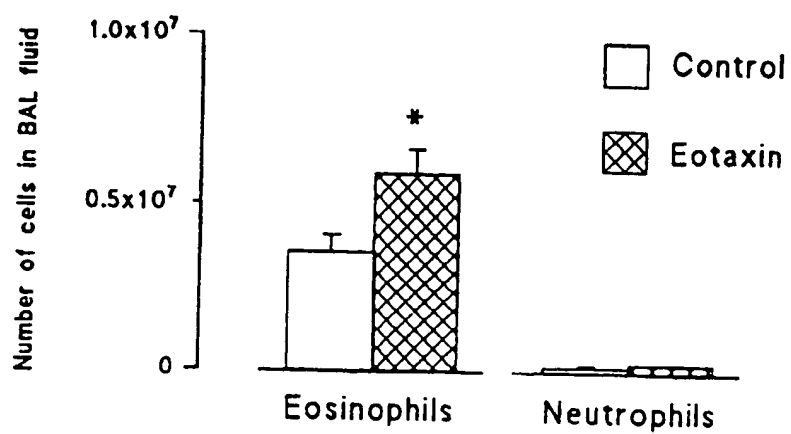 Number of cells in BAL fluid
1.0x10⁷
0.5x10⁷
0
*
Control
Eotaxin
Eosinophils
Neutrophils